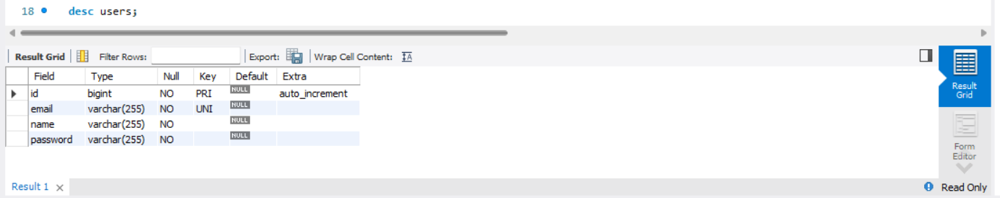 18 desc users;
Result Grid Filter Rows: Export: Wrap Cell Content: IA
Field Type Null Key Default Extra
id bigint NO PRI NULL auto_increment
email varchar(255) NO UNI NULL
name varchar(255) NO NULL
password varchar(255) NO NULL
Result
Grid
Form
Editor
Result 1 × Read Only